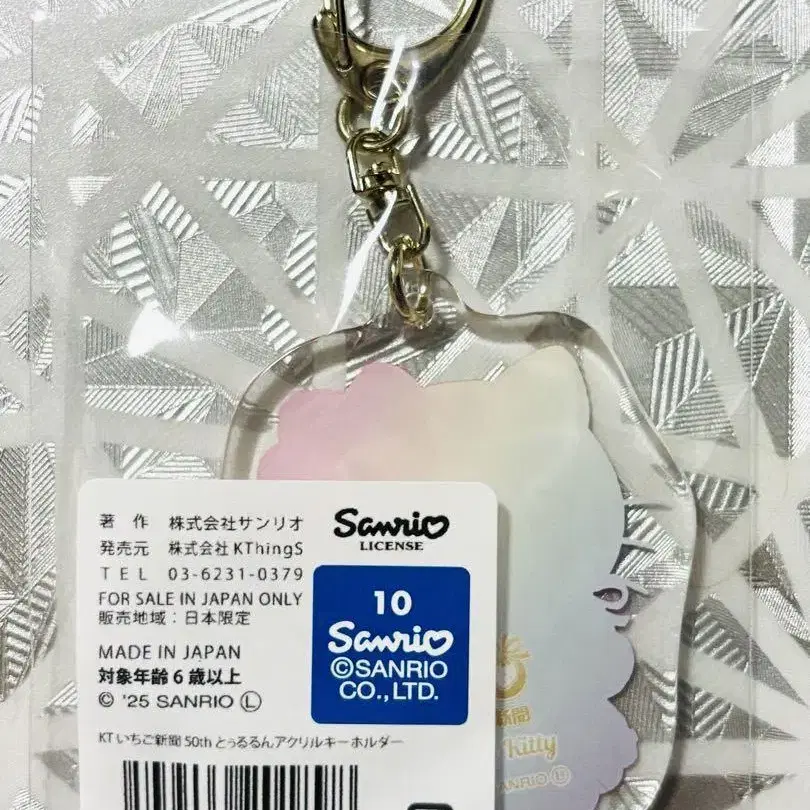 著 作 株式会社サンリオ
発売元 株式会社KThingS
TEL 03-6231-0379
FOR SALE IN JAPAN ONLY
販売地域：日本限定
MADE IN JAPAN
対象年齢6歳以上
© '25 SANRIO Ⓛ
Sanrio
LICENSE
10
Sanrio
©SANRIO
CO.,LTD.
KT いちご新聞 50th とぅるるんアクリルキーホルダー
新聞
Kitty
SANRIO Ⓛ